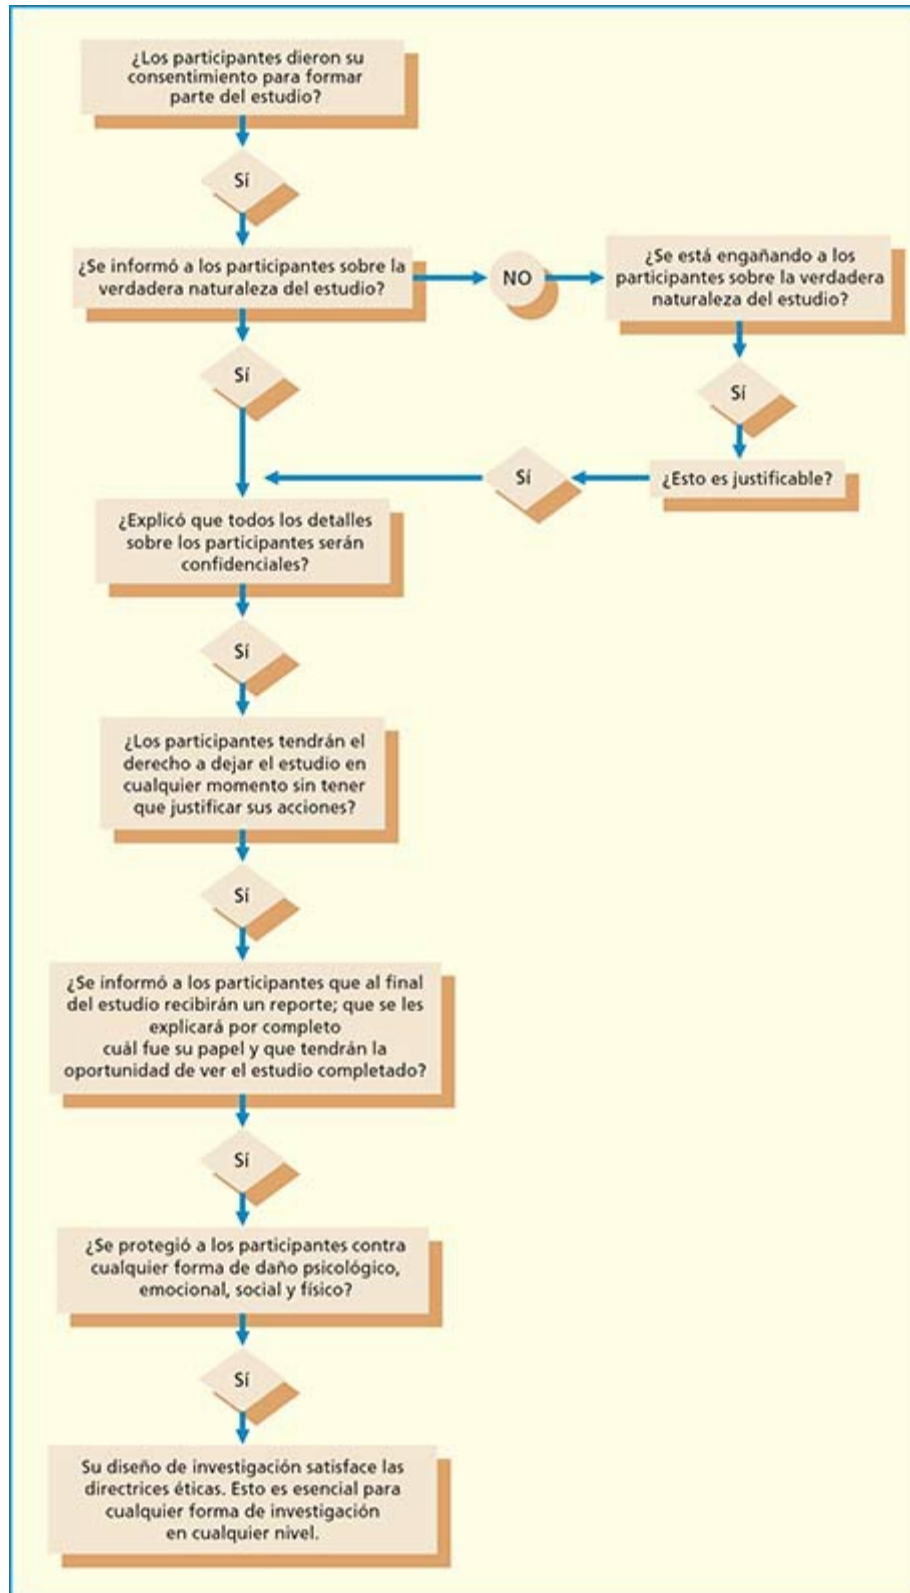 ¿Los participantes dieron su
consentimiento para formar
parte del estudio?
Sí
¿Se informó a los participantes sobre la
verdadera naturaleza del estudio?
NO
¿Se está engañando a los
participantes sobre la verdadera
naturaleza del estudio?
Sí
Sí
¿Esto es justificable?
Sí
¿Explicó que todos los detalles
sobre los participantes serán
confidenciales?
Sí
¿Los participantes tendrán el
derecho a dejar el estudio en
cualquier momento sin tener
que justificar sus acciones?
Sí
¿Se informó a los participantes que al final
del estudio recibirán un reporte; que se les
explicará por completo
cuál fue su papel y que tendrán la
oportunidad de ver el estudio completado?
Sí
¿Se protegió a los participantes contra
cualquier forma de daño psicológico,
emocional, social y físico?
Sí
Su diseño de investigación satisface las
directrices éticas. Esto es esencial para
cualquier forma de investigación
en cualquier nivel.